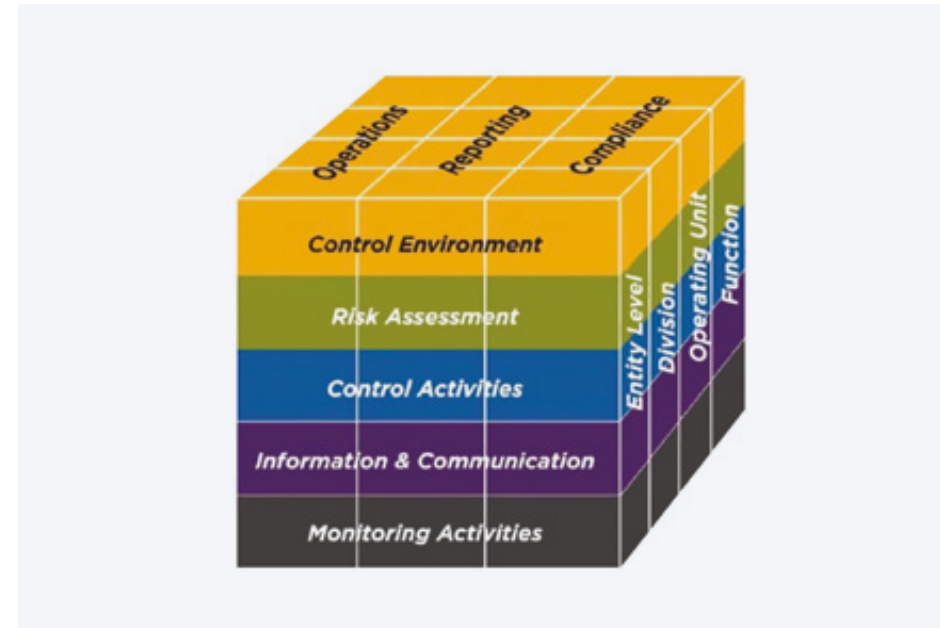 Operations
Reporting
Compliance
Control Environment
Risk Assessment
Control Activities
Information & Communication
Monitoring Activities
Entity Level
Division
Operating Unit
Function